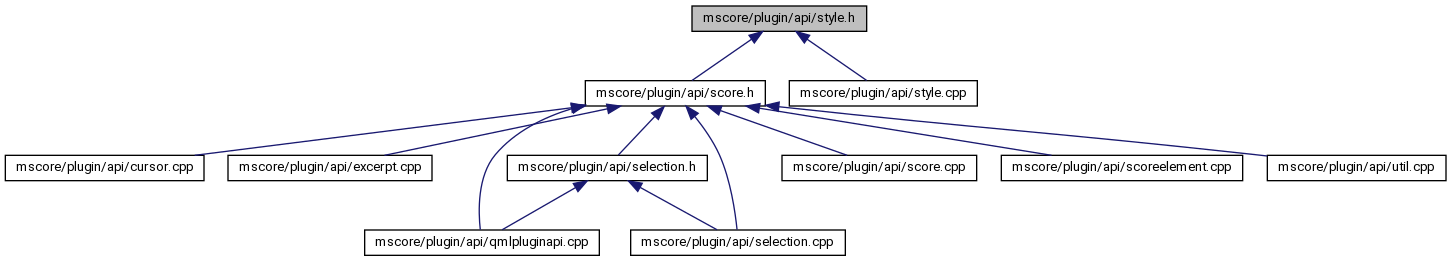 mscore/plugin/api/style.h
mscore/plugin/api/score.h
mscore/plugin/api/style.cpp
mscore/plugin/api/cursor.cpp
mscore/plugin/api/excerpt.cpp
mscore/plugin/api/selection.h
mscore/plugin/api/score.cpp
mscore/plugin/api/scoreelement.cpp
mscore/plugin/api/util.cpp
mscore/plugin/api/qmlpluginapi.cpp
mscore/plugin/api/selection.cpp